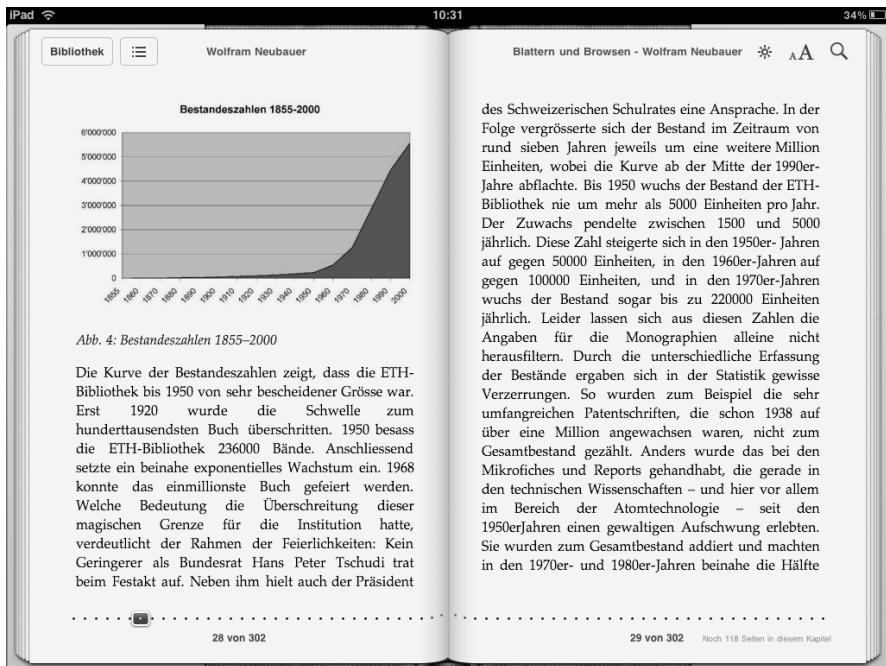 iPad
10:31
34%
Bibliothek
Wolfram Neubauer
Bestandeszahlen 1855-2000
6'000'000
5'000'000
4'000'000
3'000'000
2'000'000
1'000'000
0
1855
1860
1870
1880
1890
1900
1910
1920
1930
1940
1950
1960
1970
1980
1990
2000
Abb. 4: Bestandeszahlen 1855–2000
Die Kurve der Bestandeszahlen zeigt, dass die ETH-
Bibliothek bis 1950 von sehr bescheidener Grösse war.
Erst 1920 wurde die Schwelle zum
hunderttausendsten Buch überschritten. 1950 besass
die ETH-Bibliothek 236000 Bände. Anschliessend
setzte ein beinahe exponentielles Wachstum ein. 1968
konnte das einmillionste Buch gefeiert werden.
Welche Bedeutung die Überschreitung dieser
magischen Grenze für die Institution hatte,
verdeutlicht der Rahmen der Feierlichkeiten: Kein
Geringerer als Bundesrat Hans Peter Tschudi trat
beim Festakt auf. Neben ihm hielt auch der Präsident
28 von 302
Blattern und Browsen - Wolfram Neubauer
AA
des Schweizerischen Schulrates eine Ansprache. In der
Folge vergrösserte sich der Bestand im Zeitraum von
rund sieben Jahren jeweils um eine weitere Million
Einheiten, wobei die Kurve ab der Mitte der 1990er-
Jahre abflachte. Bis 1950 wuchs der Bestand der ETH-
Bibliothek nie um mehr als 5000 Einheiten pro Jahr.
Der Zuwachs pendelte zwischen 1500 und 5000
jährlich. Diese Zahl steigerte sich in den 1950er- Jahren
auf gegen 50000 Einheiten, in den 1960er-Jahren auf
gegen 100000 Einheiten, und in den 1970er-Jahren
wuchs der Bestand sogar bis zu 220000 Einheiten
jährlich. Leider lassen sich aus diesen Zahlen die
Angaben für die Monographien alleine nicht
herausfiltern. Durch die unterschiedliche Erfassung
der Bestände ergaben sich in der Statistik gewisse
Verzerrungen. So wurden zum Beispiel die sehr
umfangreichen Patentschriften, die schon 1938 auf
über eine Million angewachsen waren, nicht zum
Gesamtbestand gezählt. Anders wurde das bei den
Mikrofiches und Reports gehandhabt, die gerade in
den technischen Wissenschaften – und hier vor allem
im Bereich der Atomtechnologie – seit den
1950erJahren einen gewaltigen Aufschwung erlebten.
Sie wurden zum Gesamtbestand addiert und machten
in den 1970er- und 1980er-Jahren beinahe die Hälfte
29 von 302
Noch 118 Seiten in diesem Kapitel